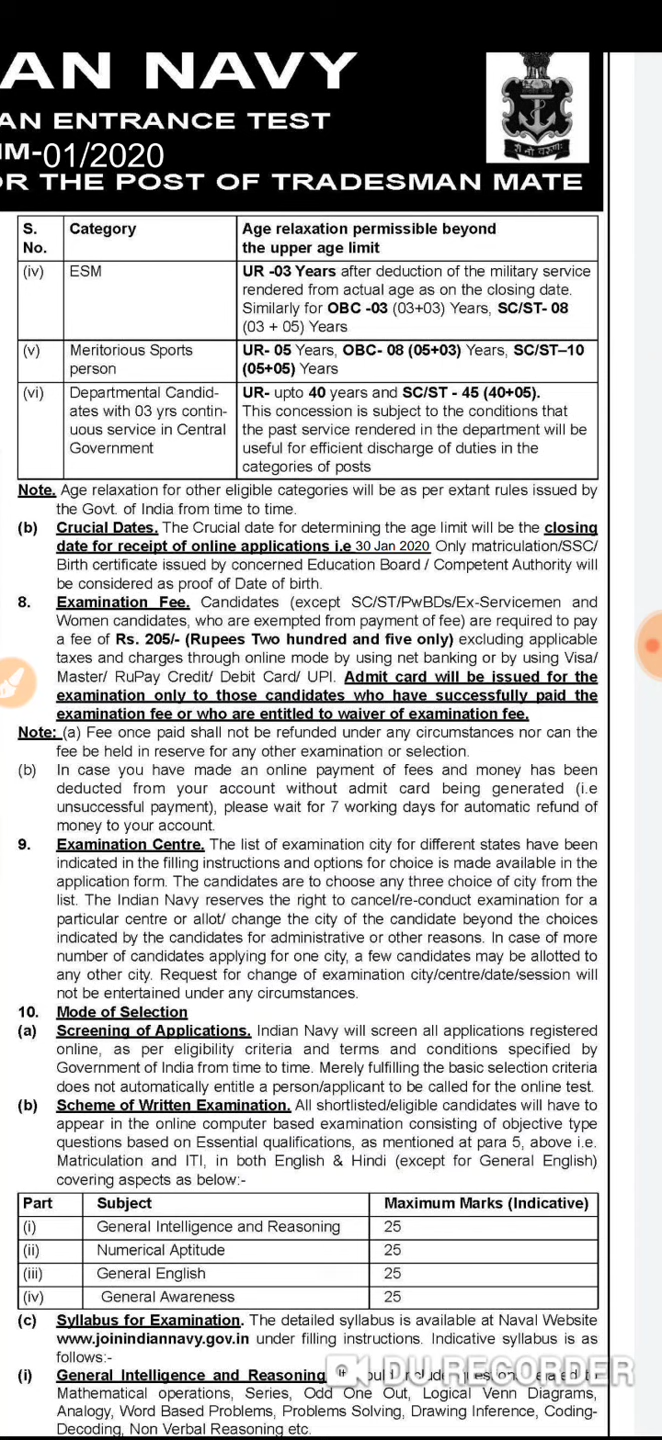 AN NAVY
AN ENTRANCE TEST
M-01/2020
OR THE POST OF TRADESMAN MATE
सं नो वरुणः
S. No. Category Age relaxation permissible beyond the upper age limit
(iv) ESM UR -03 Years after deduction of the military service
rendered from actual age as on the closing date.
Similarly for OBC -03 (03+03) Years, SC/ST- 08
(03 + 05) Years
(v) Meritorious Sports person UR- 05 Years, OBC- 08 (05+03) Years, SC/ST–10
(05+05) Years
(vi) Departmental Candid- UR- upto 40 years and SC/ST - 45 (40+05).
ates with 03 yrs contin- This concession is subject to the conditions that
uous service in Central the past service rendered in the department will be
Government useful for efficient discharge of duties in the
categories of posts
Note. Age relaxation for other eligible categories will be as per extant rules issued by
the Govt. of India from time to time.
(b) Crucial Dates. The Crucial date for determining the age limit will be the closing
date for receipt of online applications i.e 30 Jan 2020 Only matriculation/SSC/
Birth certificate issued by concerned Education Board / Competent Authority will
be considered as proof of Date of birth.
8. Examination Fee. Candidates (except SC/ST/PwBDs/Ex-Servicemen and
Women candidates, who are exempted from payment of fee) are required to pay
a fee of Rs. 205/- (Rupees Two hundred and five only) excluding applicable
taxes and charges through online mode by using net banking or by using Visa/
Master/ RuPay Credit/ Debit Card/ UPI. Admit card will be issued for the
examination only to those candidates who have successfully paid the
examination fee or who are entitled to waiver of examination fee.
Note: (a) Fee once paid shall not be refunded under any circumstances nor can the
fee be held in reserve for any other examination or selection.
(b) In case you have made an online payment of fees and money has been
deducted from your account without admit card being generated (i.e
unsuccessful payment), please wait for 7 working days for automatic refund of
money to your account.
9. Examination Centre. The list of examination city for different states have been
indicated in the filling instructions and options for choice is made available in the
application form. The candidates are to choose any three choice of city from the
list. The Indian Navy reserves the right to cancel/re-conduct examination for a
particular centre or allot/ change the city of the candidate beyond the choices
indicated by the candidates for administrative or other reasons. In case of more
number of candidates applying for one city, a few candidates may be allotted to
any other city. Request for change of examination city/centre/date/session will
not be entertained under any circumstances.
10. Mode of Selection
(a) Screening of Applications. Indian Navy will screen all applications registered
online, as per eligibility criteria and terms and conditions specified by
Government of India from time to time. Merely fulfilling the basic selection criteria
does not automatically entitle a person/applicant to be called for the online test.
(b) Scheme of Written Examination. All shortlisted/eligible candidates will have to
appear in the online computer based examination consisting of objective type
questions based on Essential qualifications, as mentioned at para 5, above i.e.
Matriculation and ITI, in both English & Hindi (except for General English)
covering aspects as below:-
Part Subject Maximum Marks (Indicative)
(i) General Intelligence and Reasoning 25
(ii) Numerical Aptitude 25
(iii) General English 25
(iv) General Awareness 25
(c) Syllabus for Examination. The detailed syllabus is available at Naval Website
www.joinindiannavy.gov.in under filling instructions. Indicative syllabus is as
follows:-
(i) General Intelligence and Reasoning. It
DU RECORDER
Mathematical operations, Series, Odd One Out, Logical Venn Diagrams,
Analogy, Word Based Problems, Problems Solving, Drawing Inference, Coding-
Decoding, Non Verbal Reasoning etc.